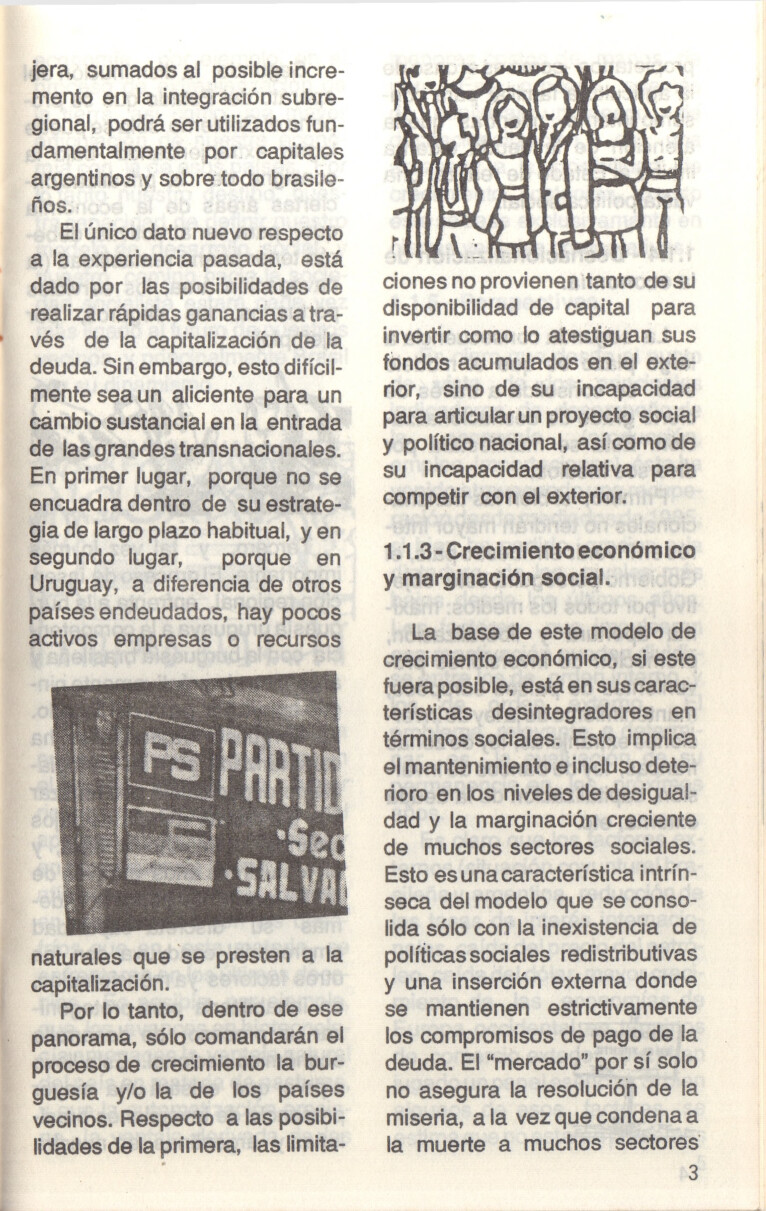 jera, sumados al posible incre-
mento en la integración subre-
gional, podrá ser utilizados fun-
damentalmente por capitales
argentinos y sobre todo brasile-
ños.
El único dato nuevo respecto
a la experiencia pasada, está
dado por las posibilidades de
realizar rápidas ganancias a tra-
vés de la capitalización de la
deuda. Sin embargo, esto difícil-
mente sea un aliciente para un
cambio sustancial en la entrada
de las grandes transnacionales.
En primer lugar, porque no se
encuadra dentro de su estrate-
gia de largo plazo habitual, y en
segundo lugar, porque en
Uruguay, a diferencia de otros
países endeudados, hay pocos
activos empresas o recursos
PS PARTID
·Sec
·SALVA
naturales que se presten a la
capitalización.
Por lo tanto, dentro de ese
panorama, sólo comandarán el
proceso de crecimiento la bur-
guesía y/o la de los países
vecinos. Respecto a las posibi-
lidades de la primera, las limita-
ciones no provienen tanto de su
disponibilidad de capital para
invertir como lo atestiguan sus
fondos acumulados en el exte-
rior, sino de su incapacidad
para articular un proyecto social
y político nacional, así como de
su incapacidad relativa para
competir con el exterior.
1.1.3 - Crecimiento económico
y marginación social.
La base de este modelo de
crecimiento económico, si este
fuera posible, está en sus carac-
terísticas desintegradores en
términos sociales. Esto implica
el mantenimiento e incluso dete-
rioro en los niveles de desigual-
dad y la marginación creciente
de muchos sectores sociales.
Esto es una característica intrín-
seca del modelo que se conso-
lida sólo con la inexistencia de
políticas sociales redistributivas
y una inserción externa donde
se mantienen estrictivamente
los compromisos de pago de la
deuda. El "mercado" por sí solo
no asegura la resolución de la
miseria, a la vez que condena a
la muerte a muchos sectores
3